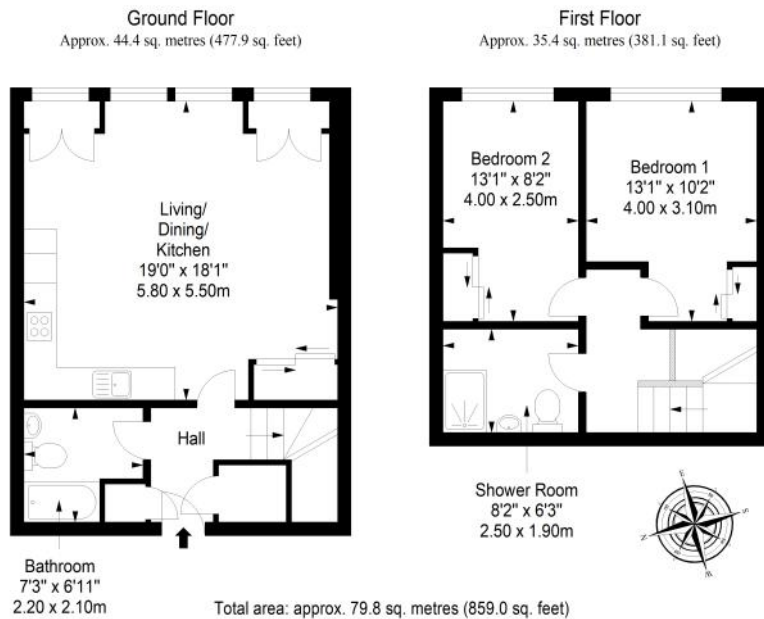 Ground Floor
Approx. 44.4 sq. metres (477.9 sq. feet)
Living/
Dining/
Kitchen
19'0" x 18'1"
5.80 x 5.50m
Hall
Bathroom
7'3" x 6'11"
2.20 x 2.10m
First Floor
Approx. 35.4 sq. metres (381.1 sq. feet)
Bedroom 2
13'1" x 8'2"
4.00 x 2.50m
Bedroom 1
13'1" x 10'2"
4.00 x 3.10m
Shower Room
8'2" x 6'3"
2.50 x 1.90m
E
S
N
W
Total area: approx. 79.8 sq. metres (859.0 sq. feet)